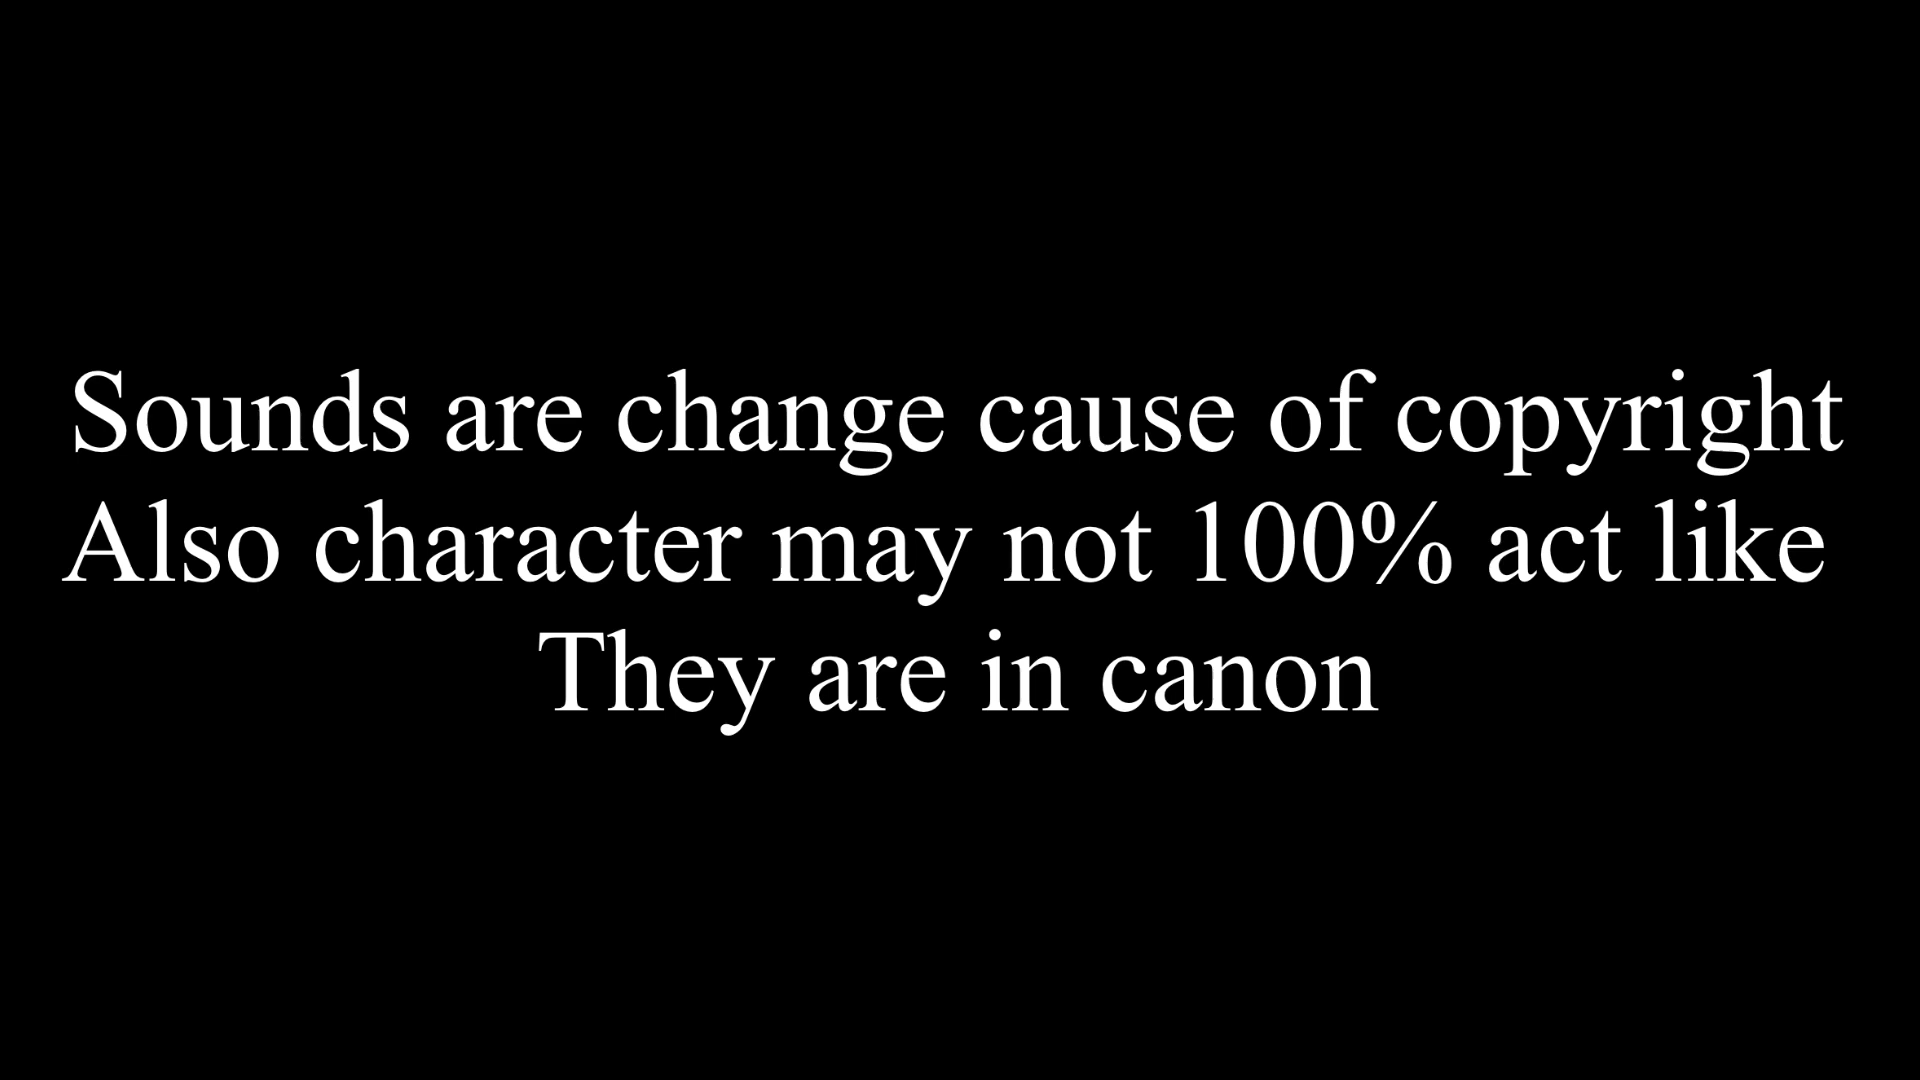 Sounds are change cause of copyright
Also character may not 100% act like
They are in canon